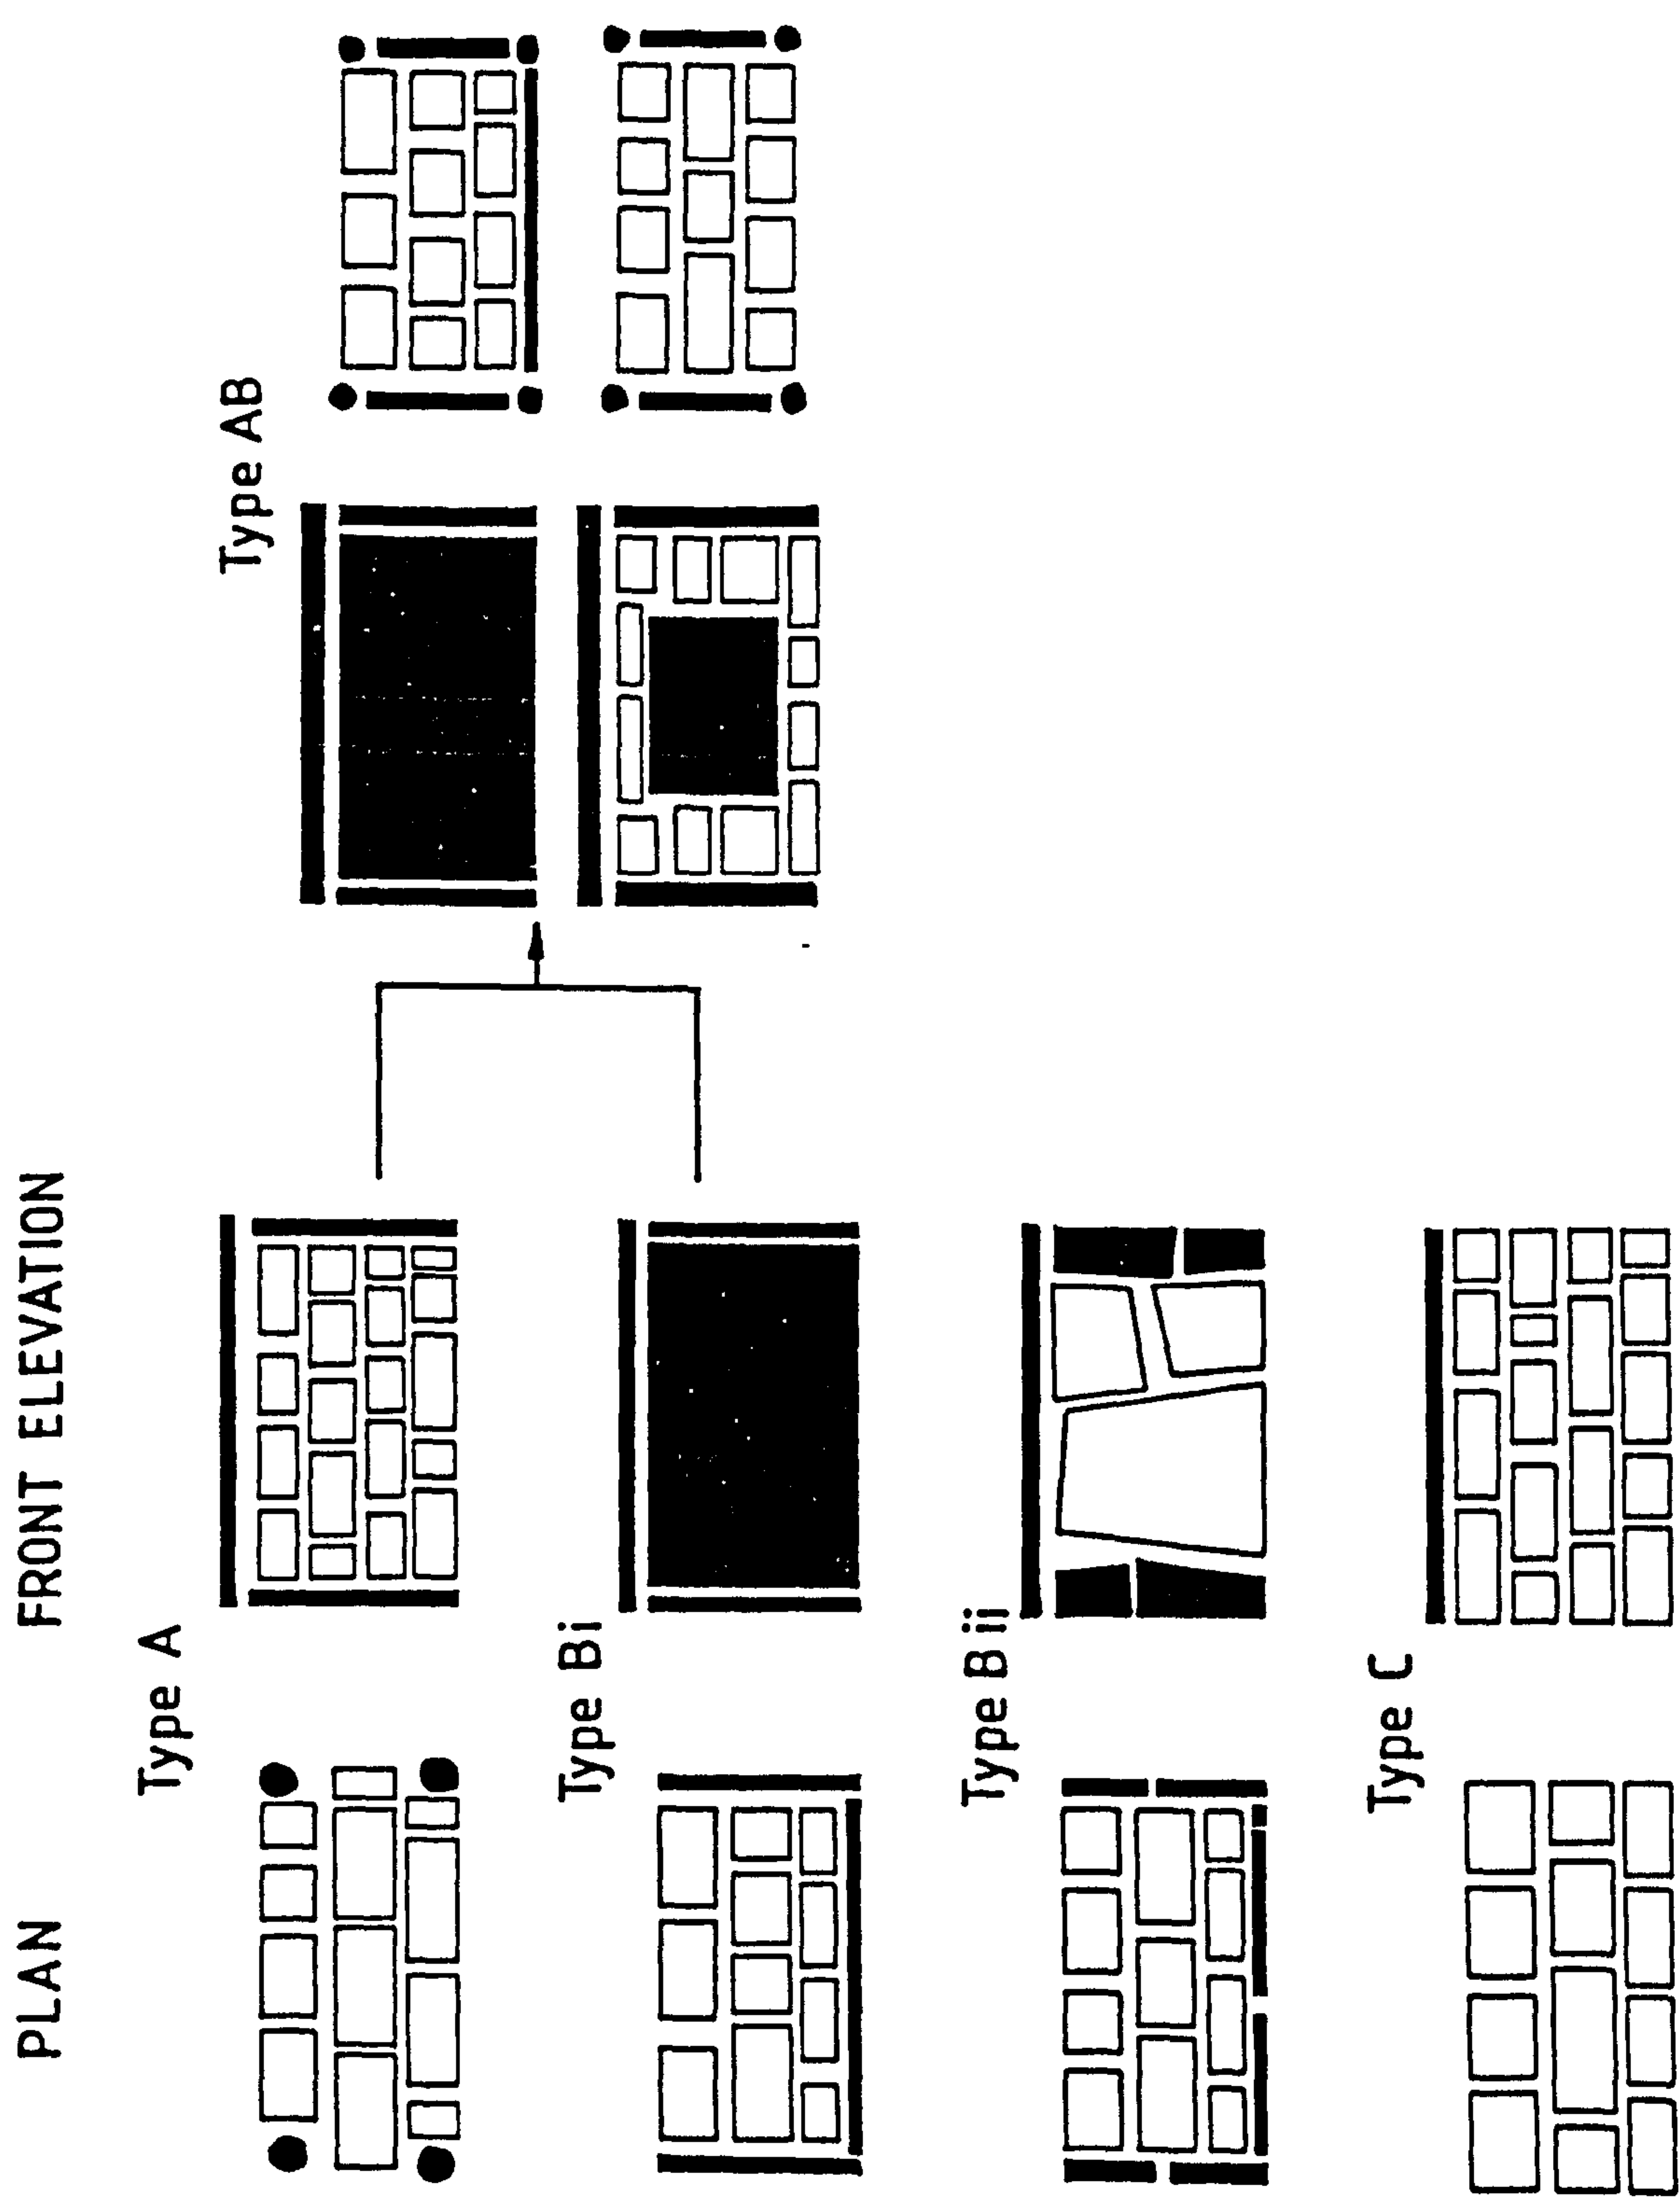 PLAN
FRONT ELEVATION
Type A
Type AB
Type Bi
Type B ii
Type C